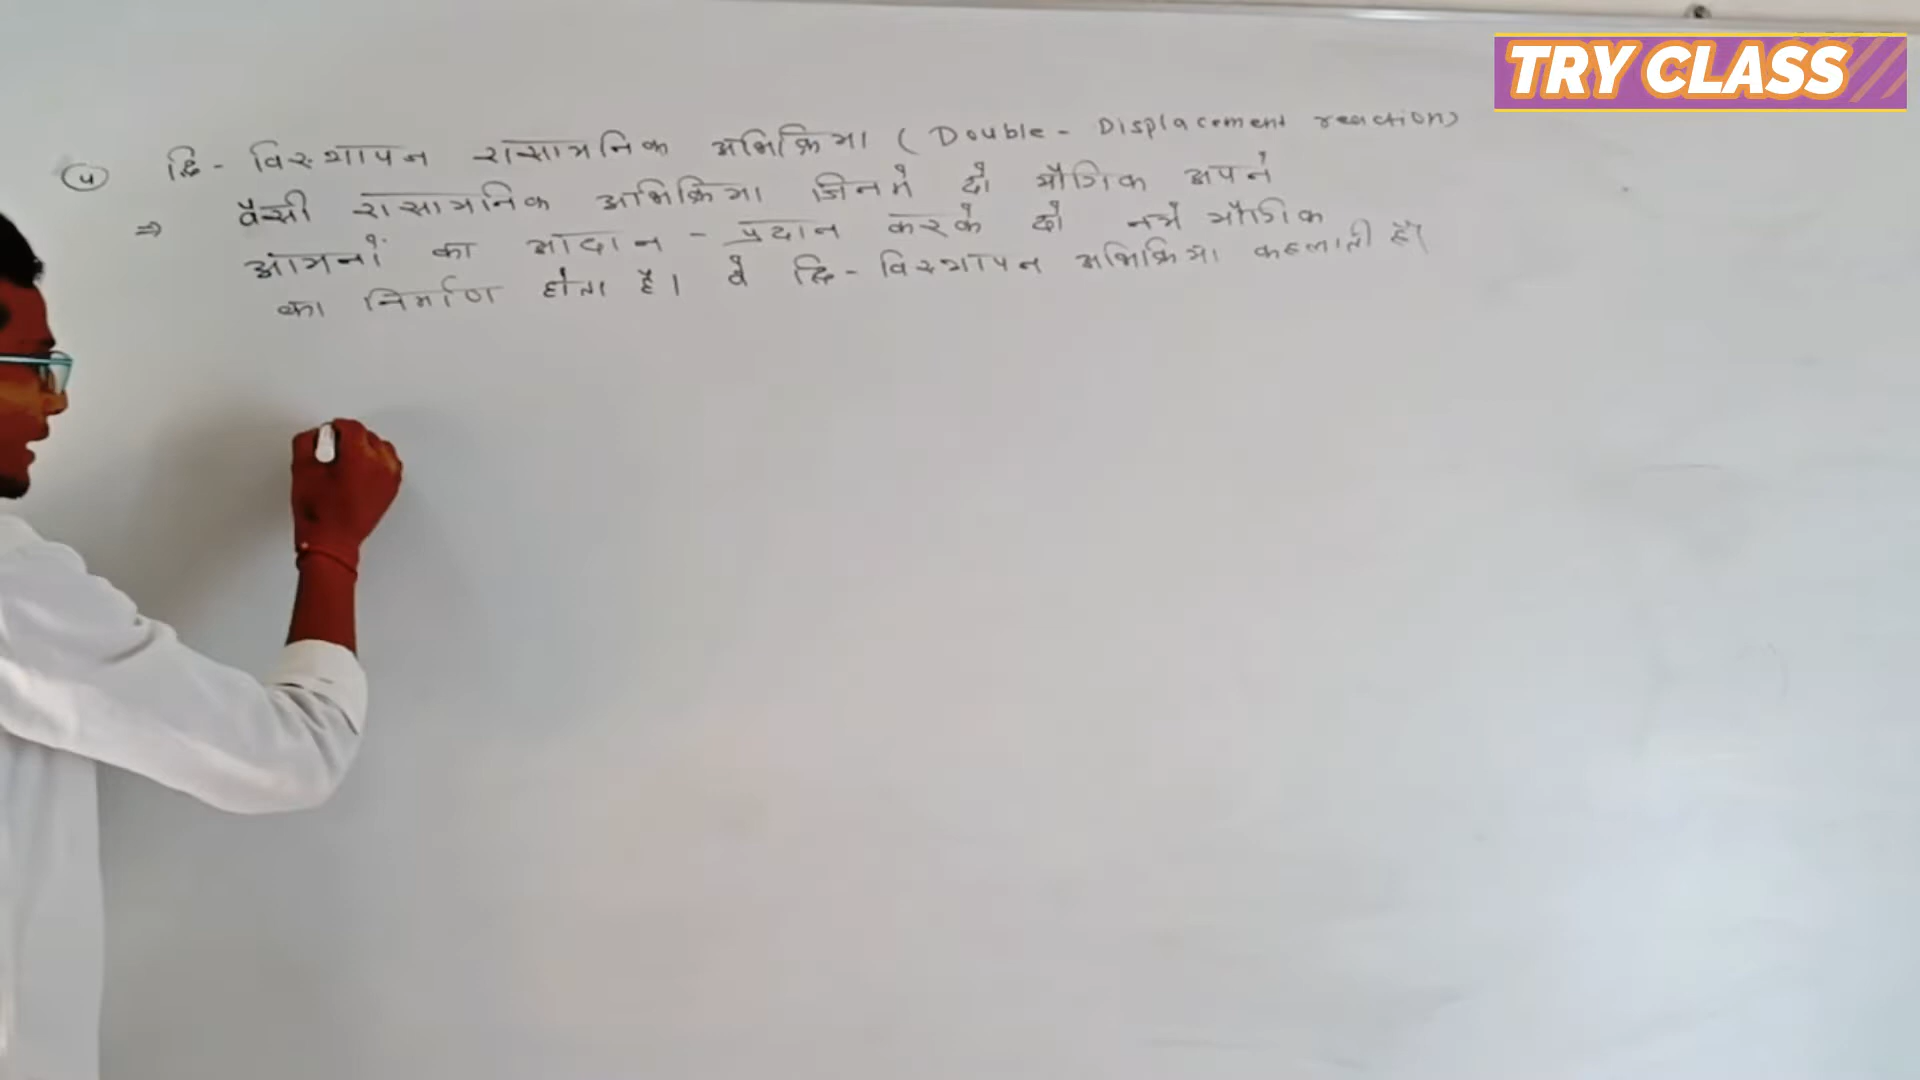 TRY CLASS
④ द्वि - विस्थापन रासायनिक अभिक्रिया ( Double - Displacement reaction)
⇒ वैसी रासायनिक अभिक्रिया जिनमे दो यौगिक अपने
आयनों का आदान - प्रदान करके दो नये यौगिक
का निर्माण होता है। वे द्वि - विस्थापन अभिक्रिया कहलाती है।